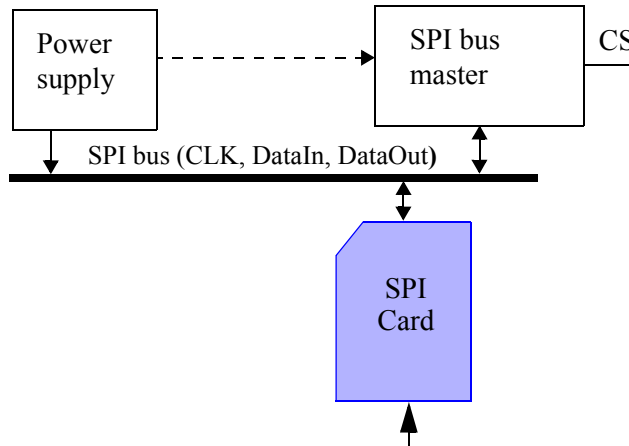 Power
supply
SPI bus
master
CS
SPI bus (CLK, DataIn, DataOut)
SPI
Card